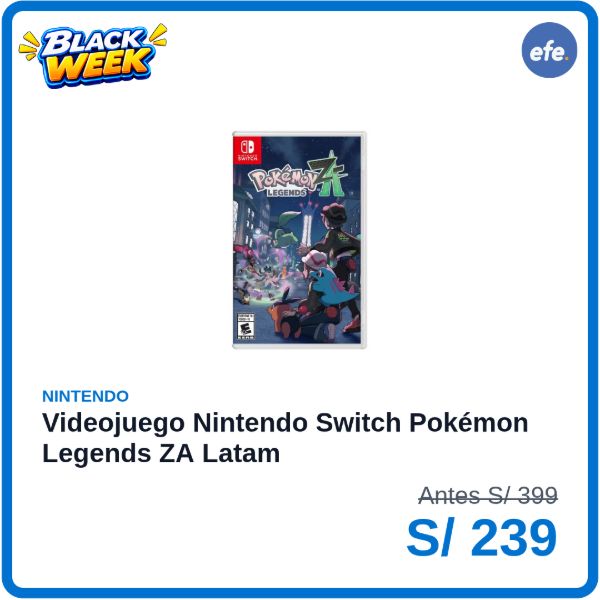 BLACK
WEEK
efe.
NINTENDO
SWITCH
POKéMON
LEGENDS
ZA
E
ESRB
NINTENDO
Videojuego Nintendo Switch Pokémon
Legends ZA Latam
Antes S/ 399
S/ 239